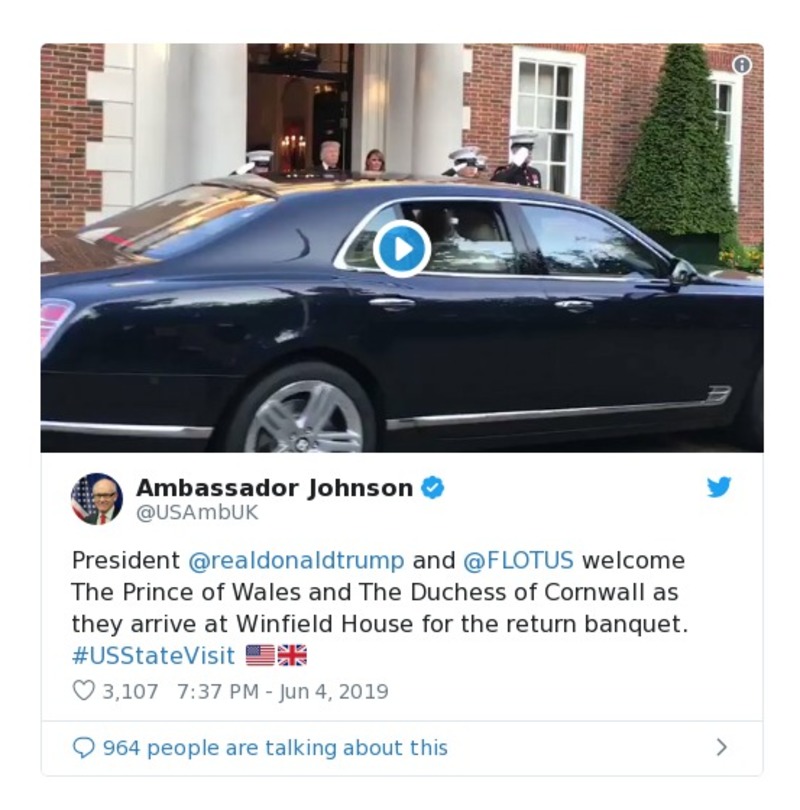 Ambassador Johnson
@USAmbUK
President @realdonaldtrump and @FLOTUS welcome
The Prince of Wales and The Duchess of Cornwall as
they arrive at Winfield House for the return banquet.
#USStateVisit 🇺🇸🇬🇧
3,107 7:37 PM - Jun 4, 2019
964 people are talking about this